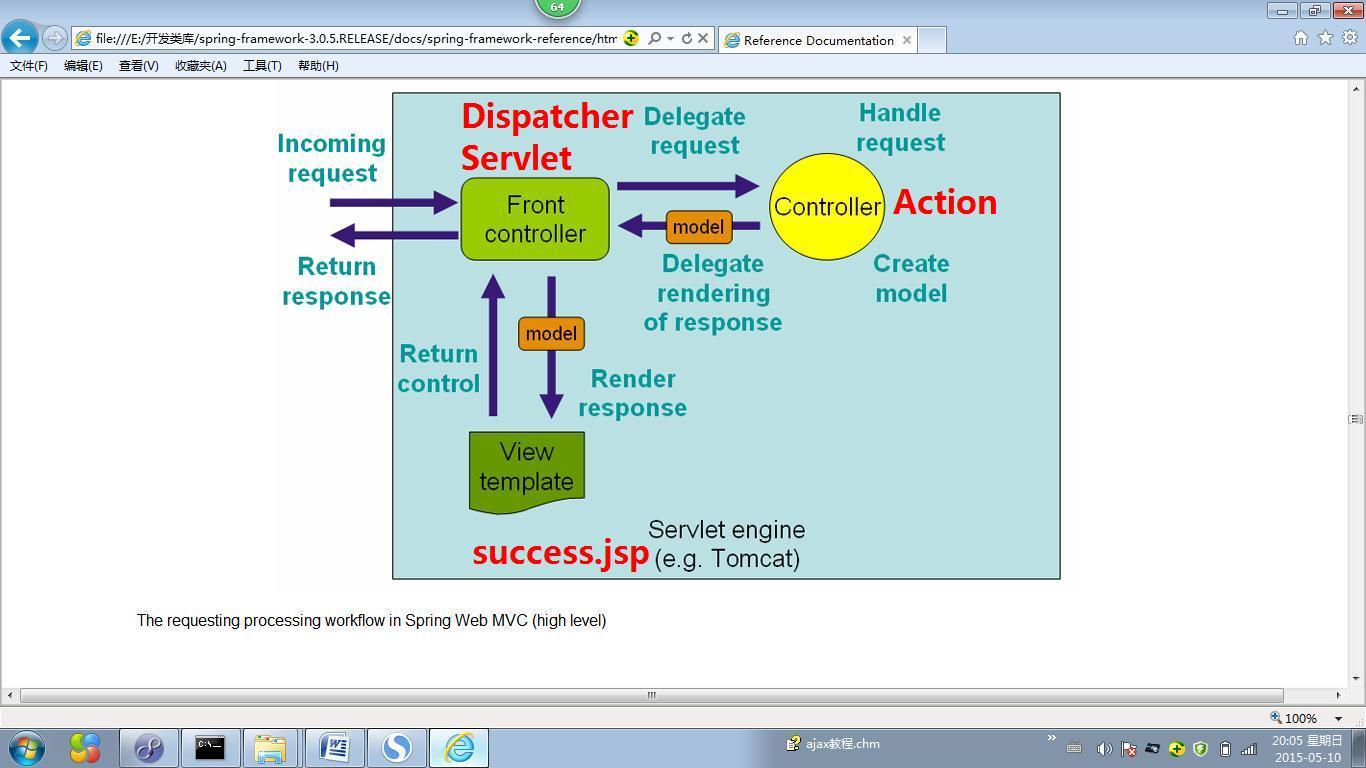 64
file:///E:/开发类库/spring-framework-3.0.5.RELEASE/docs/spring-framework-reference/htm
Reference Documentation
文件(F) 编辑(E) 查看(V) 收藏夹(A) 工具(T) 帮助(H)
Incoming
request
Return
response
Dispatcher
Servlet
Front
controller
Delegate
request
Handle
request
Controller
Action
model
Delegate
rendering
of response
Create
model
Return
control
model
Render
response
View
template
success.jsp
Servlet engine
(e.g. Tomcat)
The requesting processing workflow in Spring Web MVC (high level)
100%
C:\-.
ajax教程.chm
20:05 星期日
2015-05-10